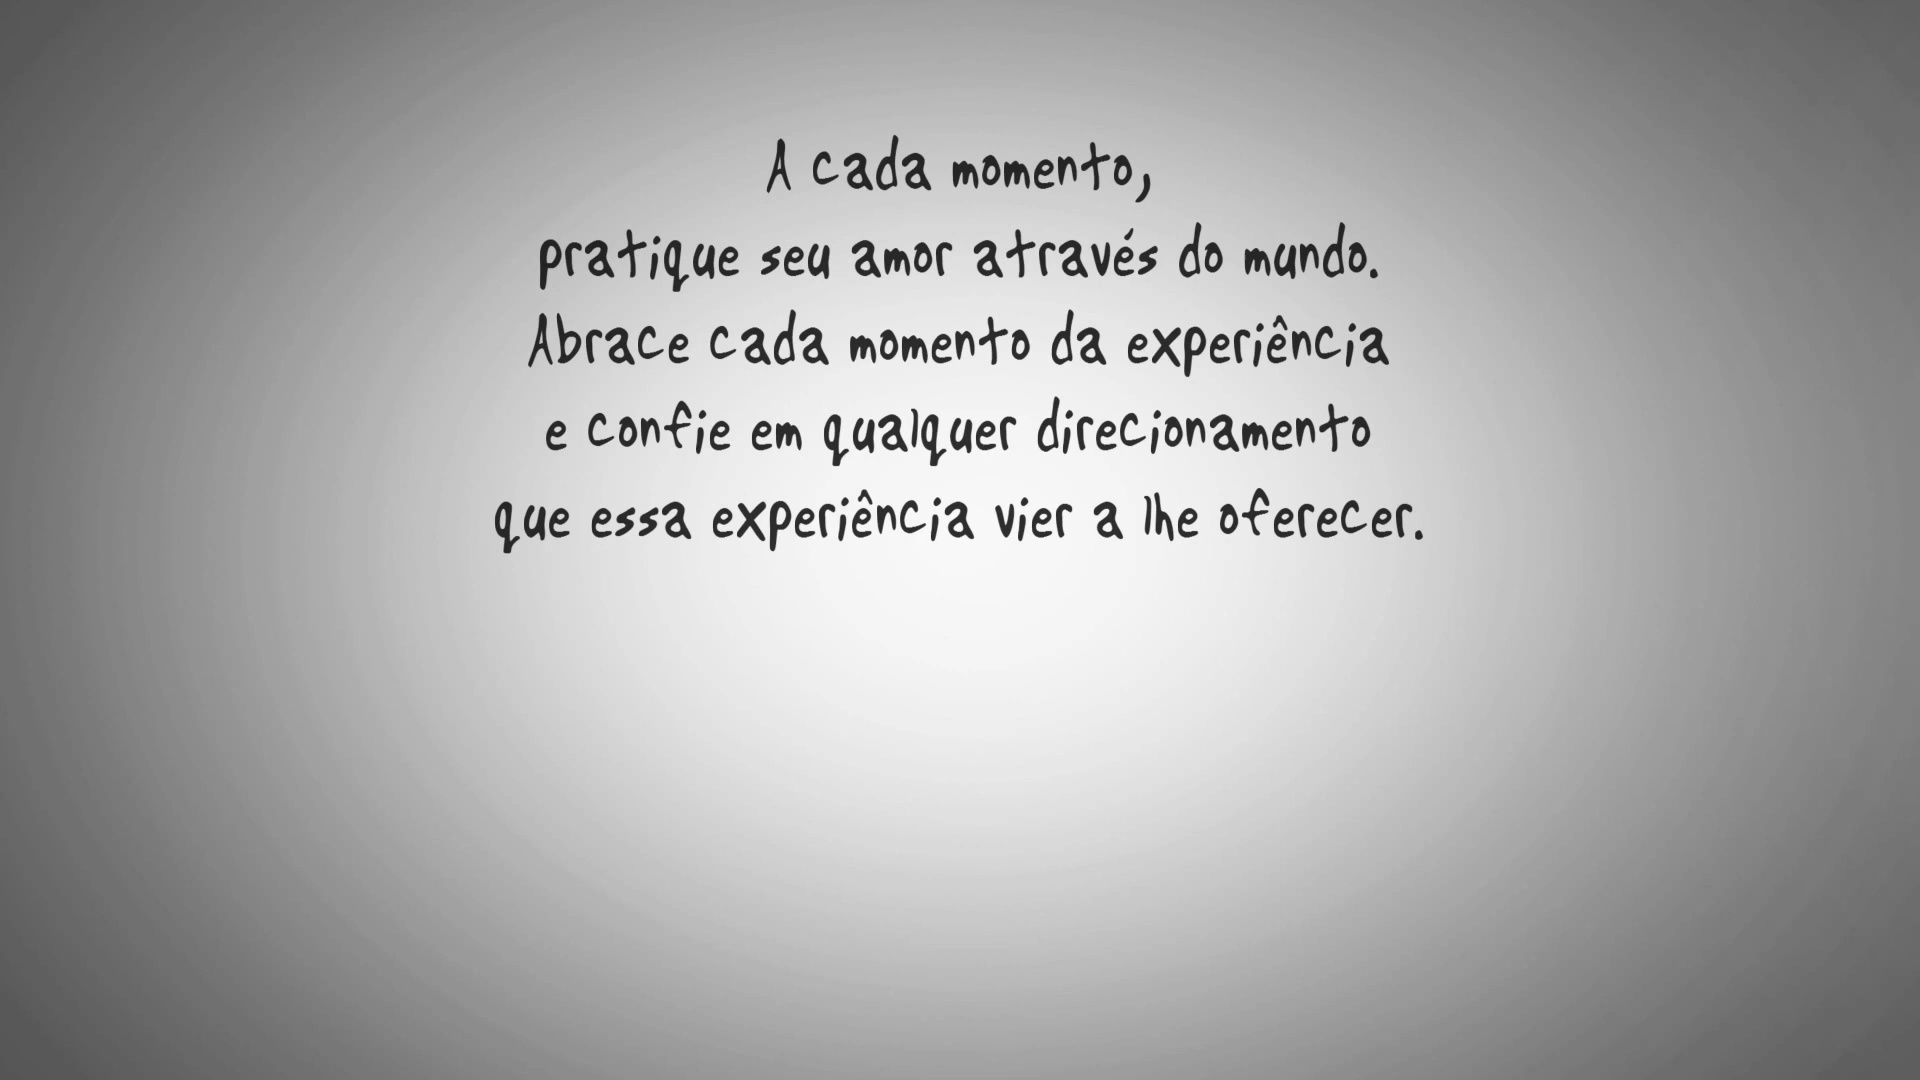 A cada momento,
pratique seu amor através do mundo.
Abrace cada momento da experiência
e confie em qualquer direcionamento
que essa experiência vier a lhe oferecer.